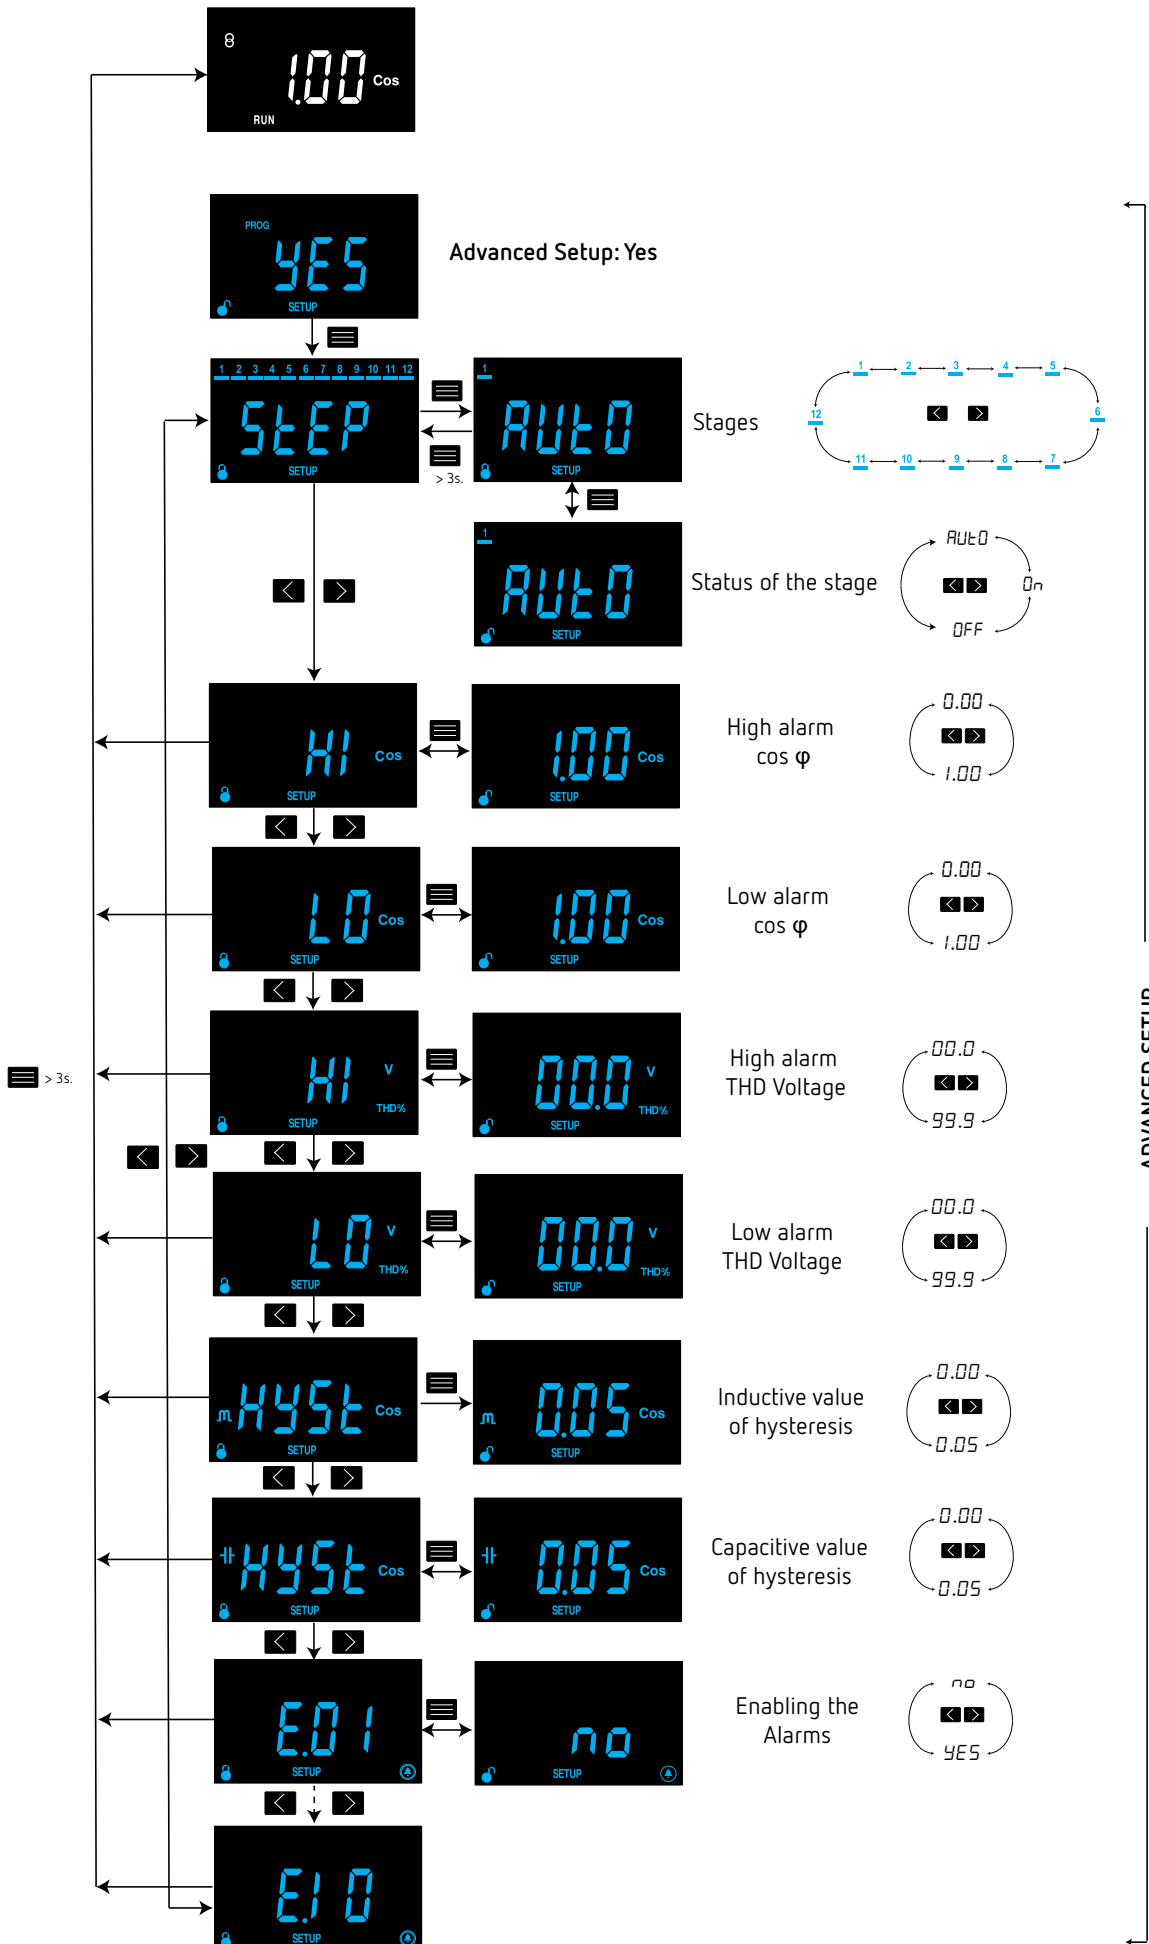 1.00 Cos
RUN
PROG
YES
SETUP
Advanced Setup: Yes
1 2 3 4 5 6 7 8 9 10 11 12
StEP
SETUP
> 3s.
1
AUtO
SETUP
Stages
1 2 3 4 5
12 6
11 10 9 8 7
1
AUtO
SETUP
Status of the stage
AUtO
On
OFF
HI Cos
SETUP
1.00 Cos
SETUP
High alarm
cos φ
0.00
1.00
LO Cos
SETUP
1.00 Cos
SETUP
Low alarm
cos φ
0.00
1.00
ADVANCED SETUP
> 3s.
HI V
THD%
SETUP
00.0 V
THD%
SETUP
High alarm
THD Voltage
00.0
99.9
LO V
THD%
SETUP
00.0 V
THD%
SETUP
Low alarm
THD Voltage
00.0
99.9
HYSt Cos
SETUP
0.05 Cos
SETUP
Inductive value
of hysteresis
0.00
0.05
HYSt Cos
SETUP
0.05 Cos
SETUP
Capacitive value
of hysteresis
0.00
0.05
E.01
SETUP
no
SETUP
Enabling the
Alarms
no
YES
E.10
SETUP